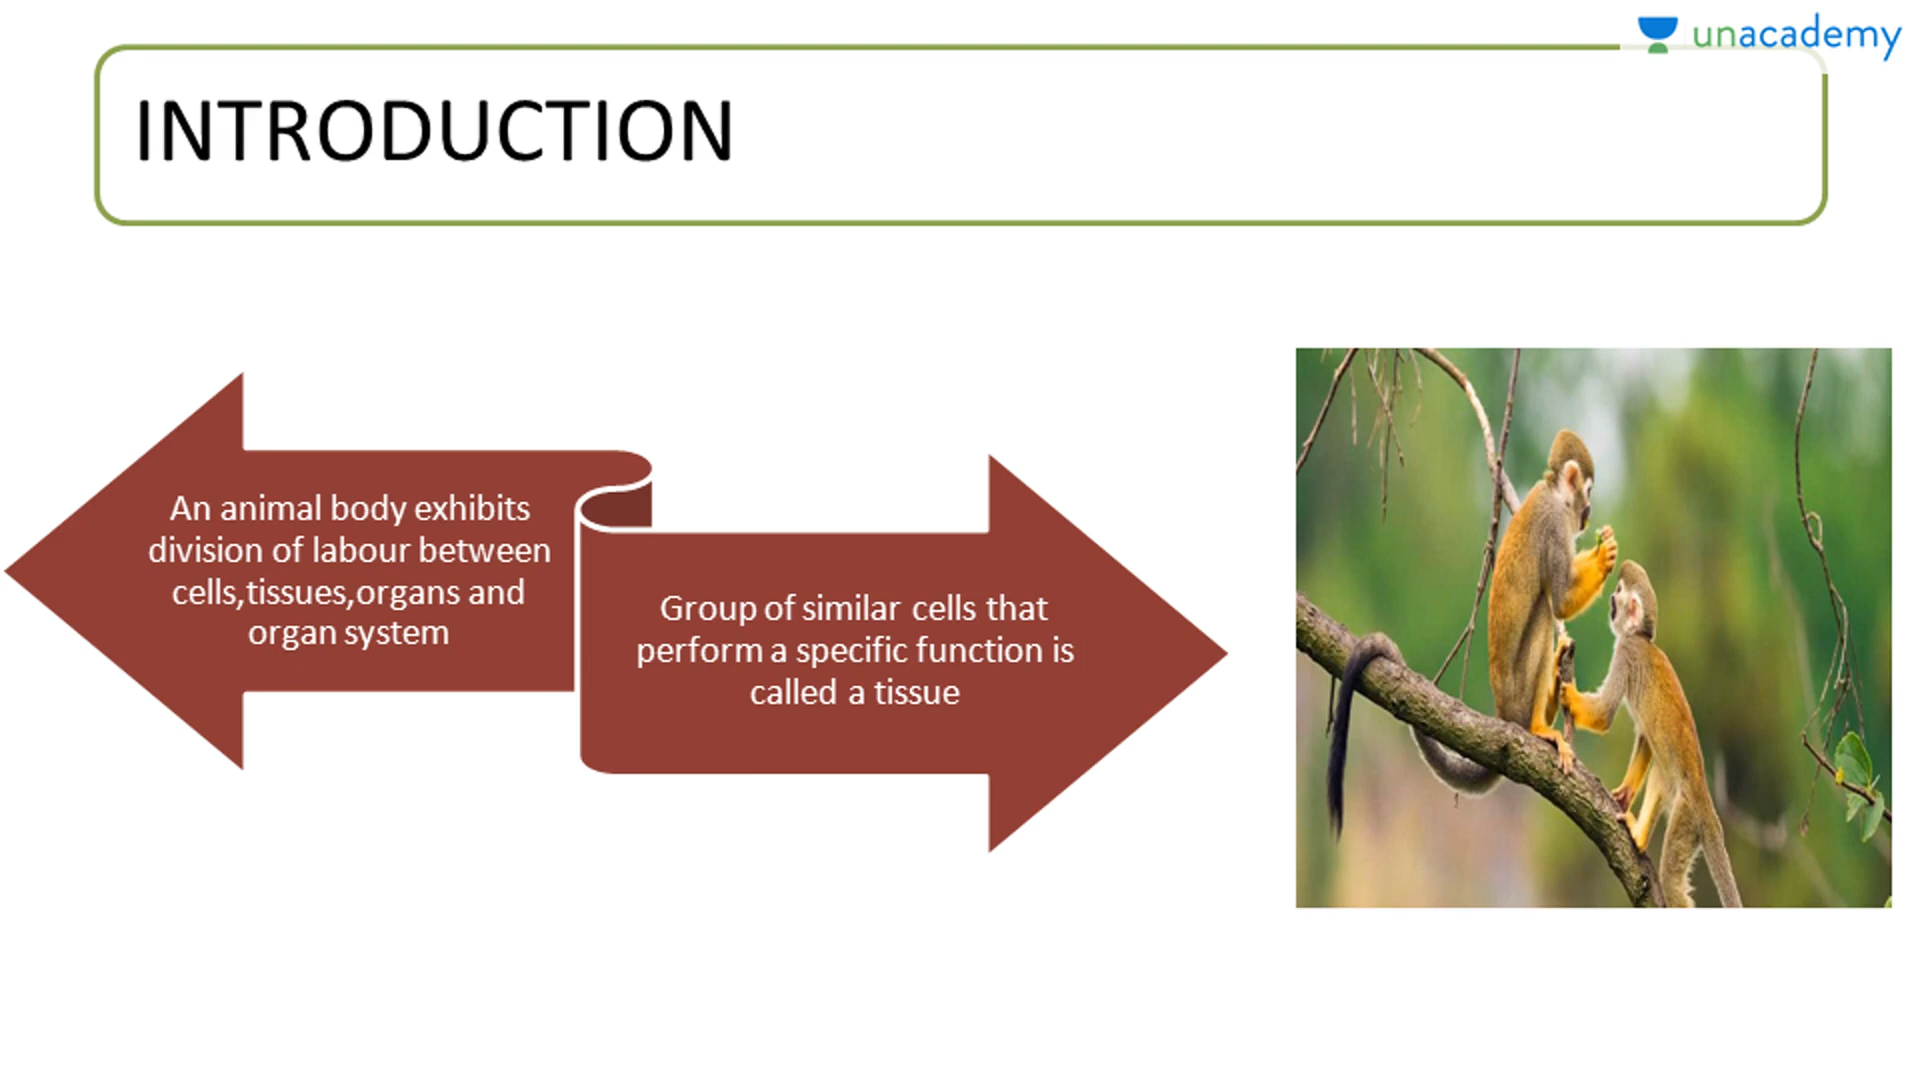 unacademy
INTRODUCTION
An animal body exhibits
division of labour between
cells,tissues,organs and
organ system
Group of similar cells that
perform a specific function is
called a tissue